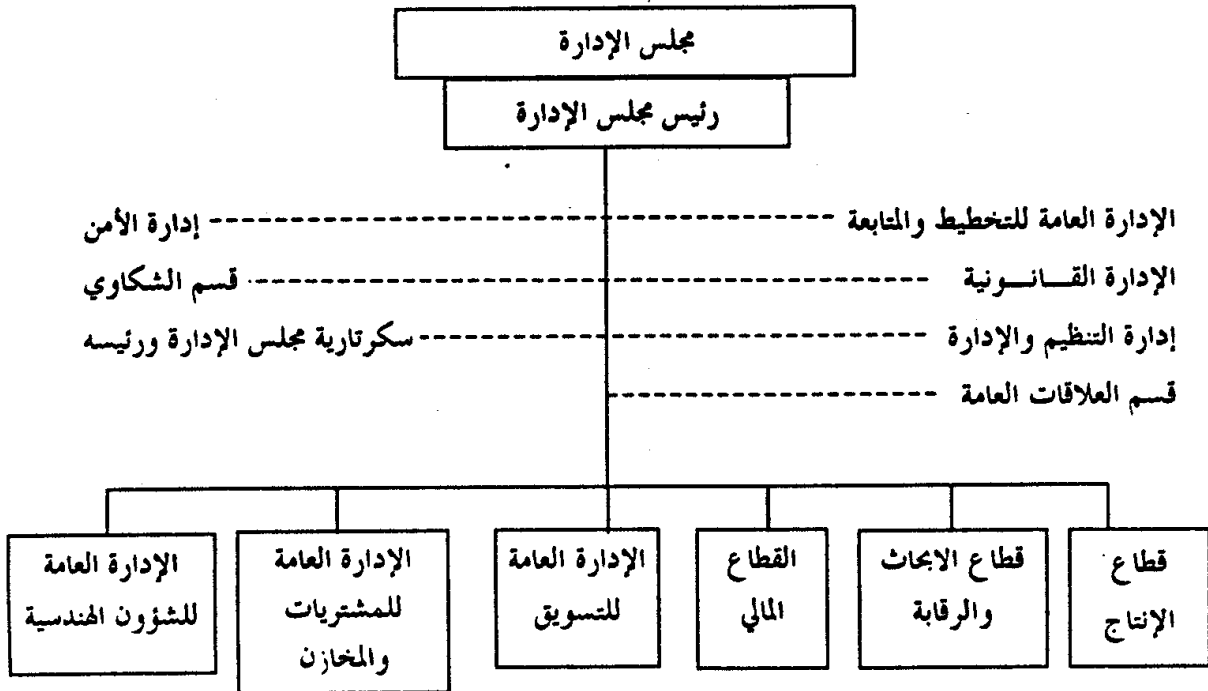 مجلس الإدارة
رئيس مجلس الإدارة
الإدارة العامة للتخطيط والمتابعة
إدارة الأمن
الإدارة القـــانـــونية
قسم الشكاوي
إدارة التنظيم والإدارة
سكرتارية مجلس الإدارة ورئيسه
قسم العلاقات العامة
قطاع
الإنتاج
قطاع الابحاث
والرقابة
القطاع
المالي
الإدارة العامة
للتسويق
الإدارة العامة
للمشتريات
والمخازن
الإدارة العامة
للشؤون الهندسية